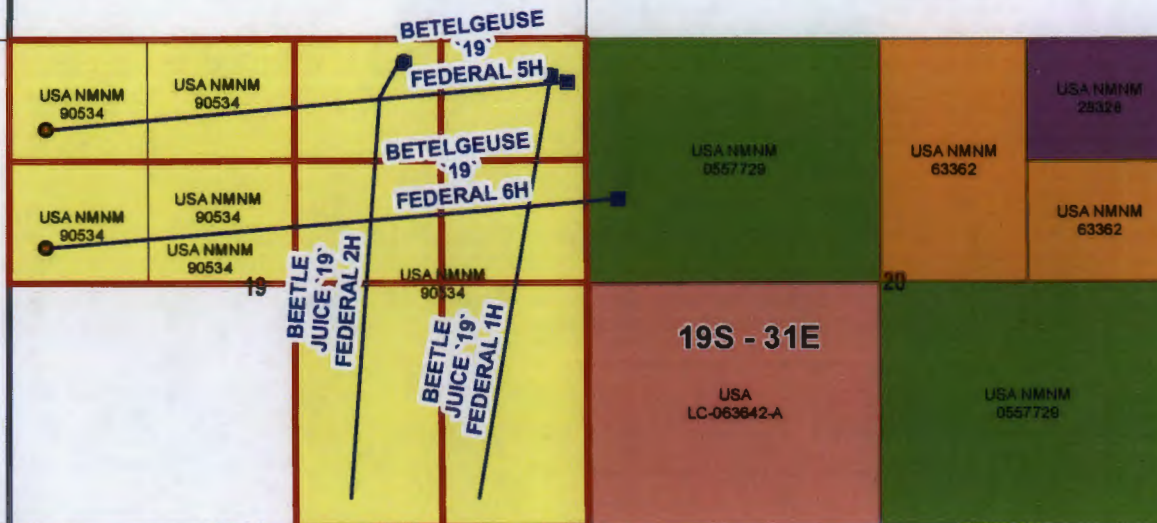 BETELGEUSE
`19`
FEDERAL 5H
USA NMNM
90534
USA NMNM
90534
BETELGEUSE
`19`
FEDERAL 6H
USA NMNM
90534
USA NMNM
90534
USA NMNM
90534
19
BEETLE
JUICE `19`
FEDERAL 2H
USA NMNM
90534
BEETLE
JUICE `19`
FEDERAL 1H
USA NMNM
0557729
USA NMNM
63362
USA NMNM
29326
USA NMNM
63362
20
19S - 31E
USA
LC-063642-A
USA NMNM
0557729